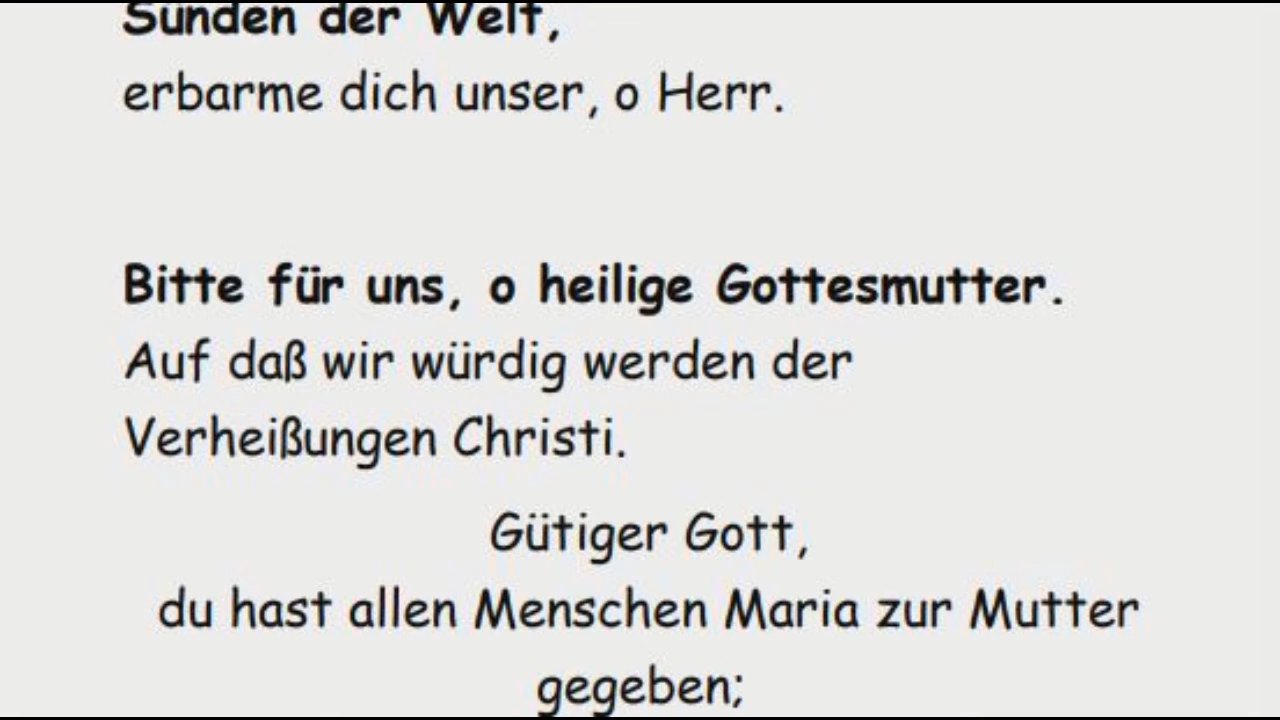 Sünden der Welt,
erbarme dich unser, o Herr.
Bitte für uns, o heilige Gottesmutter.
Auf daß wir würdig werden der
Verheißungen Christi.
Gütiger Gott,
du hast allen Menschen Maria zur Mutter
gegeben;